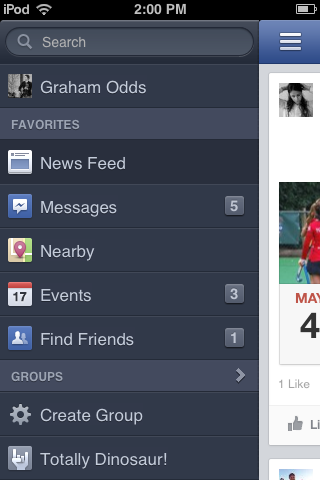 iPod 2:00 PM
Search
Graham Odds
FAVORITES
News Feed
Messages 5
Nearby
17 Events 3
Find Friends 1
GROUPS
Create Group
Totally Dinosaur!
MAY
4
1 Like
Li